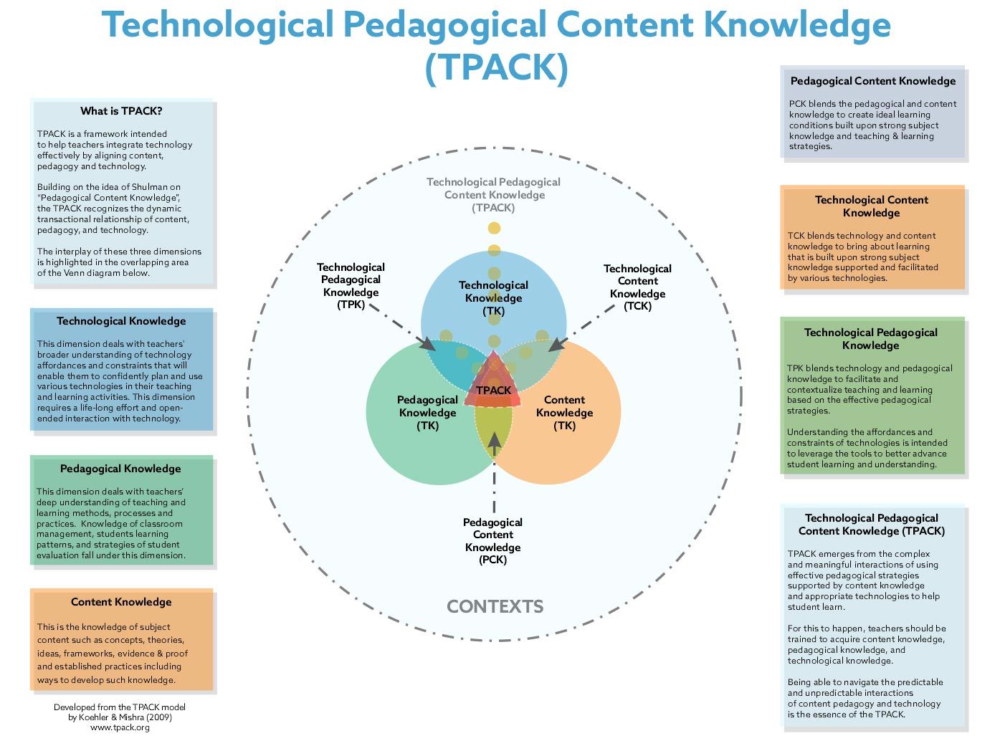 Technological Pedagogical Content Knowledge
(TPACK)
What is TPACK?
TPACK is a framework intended
to help teachers integrate technology
effectively by aligning content,
pedagogy and technology.
Building on the idea of Shulman on
“Pedagogical Content Knowledge”,
the TPACK recognizes the dynamic
transactional relationship of content,
pedagogy, and technology.
The interplay of these three dimensions
is highlighted in the overlapping area
of the Venn diagram below.
Technological Knowledge
This dimension deals with teachers’
broader understanding of technology
affordances and constraints that will
enable them to confidently plan and use
various technologies in their teaching
and learning activities. This dimension
requires a life-long effort and open-
ended interaction with technology.
Pedagogical Knowledge
This dimension deals with teachers’
deep understanding of teaching and
learning methods, processes and
practices.  Knowledge of classroom
management, students learning
patterns, and strategies of student
evaluation fall under this dimension.
Content Knowledge
This is the knowledge of subject
content such as concepts, theories,
ideas, frameworks, evidence & proof
and established practices including
ways to develop such knowledge.
Developed from the TPACK model
by Koehler & Mishra (2009)
www.tpack.org
Technological Pedagogical
Content Knowledge
(TPACK)
Technological
Pedagogical
Knowledge
(TPK)
Technological
Knowledge
(TK)
Technological
Content
Knowledge
(TCK)
TPACK
Pedagogical
Knowledge
(TK)
Content
Knowledge
(TK)
Pedagogical
Content
Knowledge
(PCK)
CONTEXTS
Pedagogical Content Knowledge
PCK blends the pedagogical and content
knowledge to create ideal learning
conditions built upon strong subject
knowledge and teaching & learning
strategies.
Technological Content
Knowledge
TCK blends technology and content
knowledge to bring about learning
that is built upon strong subject
knowledge supported and facilitated
by various technologies.
Technological Pedagogical
Knowledge
TPK blends technology and pedagogical
knowledge to facilitate and
contextualize teaching and learning
based on the effective pedagogical
strategies.
Understanding the affordances and
constraints of technologies is intended
to leverage the tools to better advance
student learning and understanding.
Technological Pedagogical
Content Knowledge (TPACK)
TPACK emerges from the complex
and meaningful interactions of using
effective pedagogical strategies
supported by content knowledge
and appropriate technologies to help
student learn.
For this to happen, teachers should be
trained to acquire content knowledge,
pedagogical knowledge, and
technological knowledge.
Being able to navigate the predictable
and unpredictable interactions
of content pedagogy and technology
is the essence of the TPACK.